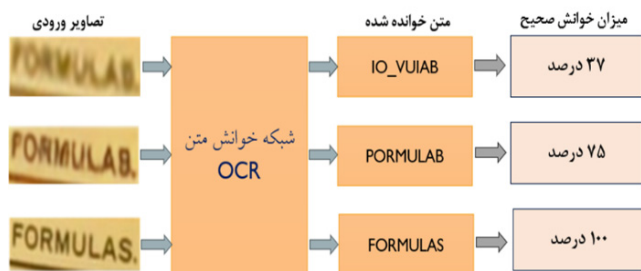 تصاویر ورودی
متن خوانده شده
میزان خوانش صحیح
FORMULAB.
IO_VUIAB
۳۷ درصد
شبکه خوانش متن
OCR
FORMULAB.
PORMULAB
۷۵ درصد
FORMULAS.
FORMULAS
۱۰۰ درصد